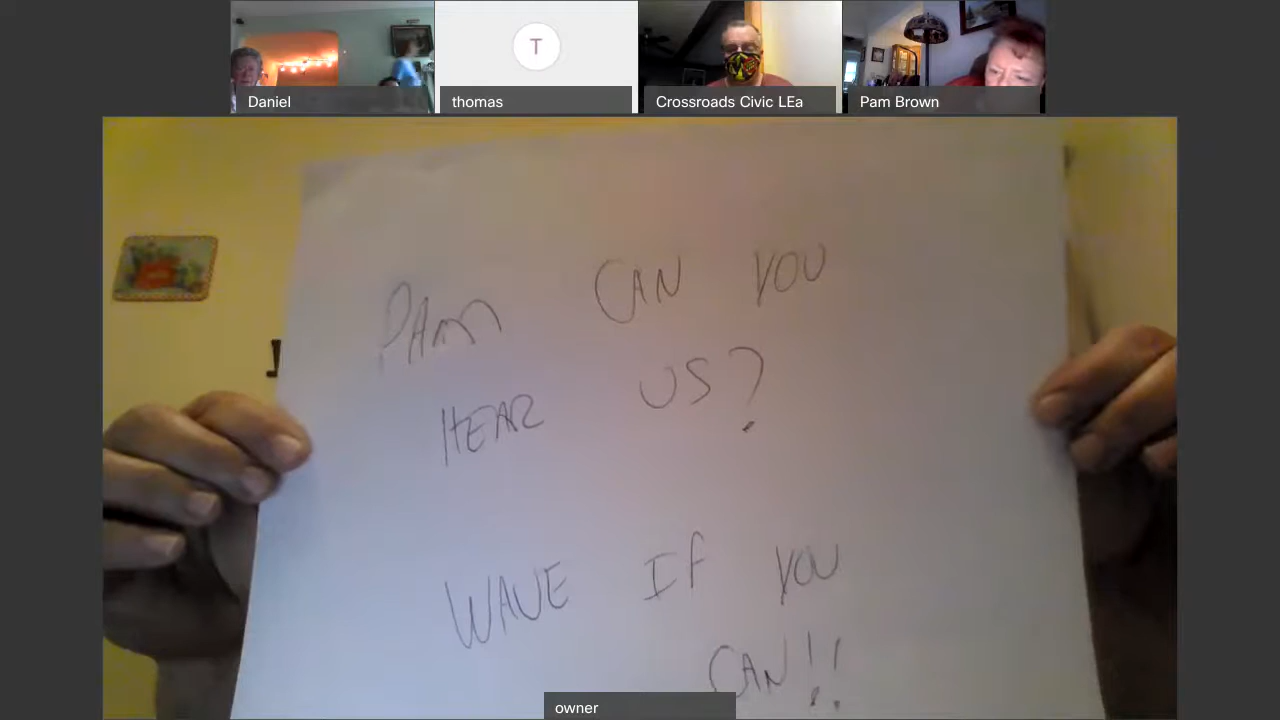 Daniel
T
thomas
Crossroads Civic LEa
Pam Brown
PAM CAN YOU
HEAR US?
WAVE IF YOU
CAN!!
owner